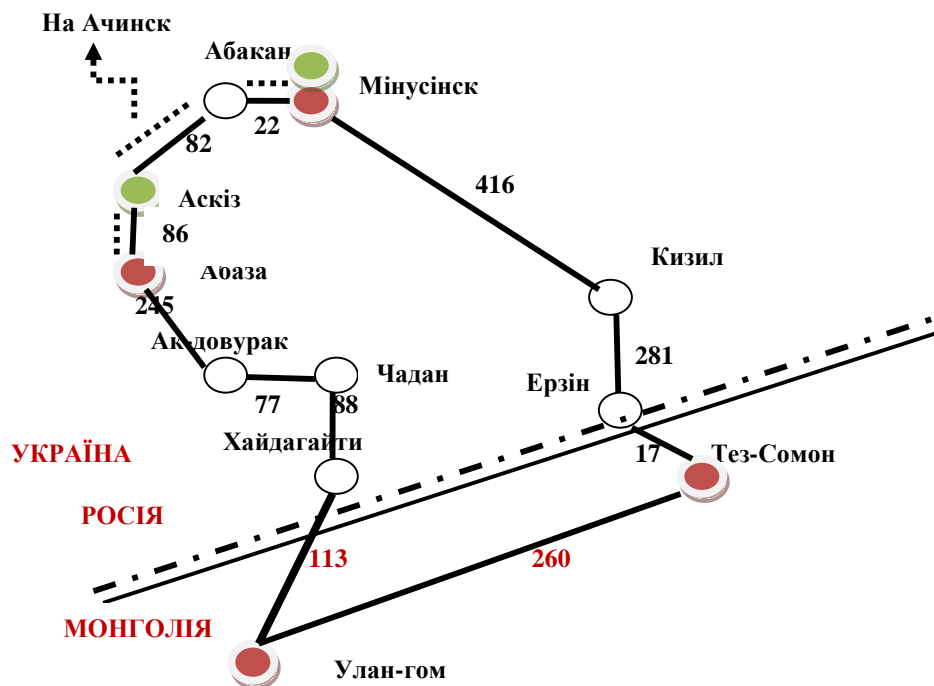 На Ачинск
Абакан
Мінусінск
22
82
416
Аскіз
86
Кизил
Абаза
245
Ак-довурак
281
Чадан
Ерзін
77
88
Хайдагайти
УКРАЇНА
17
Тез-Сомон
РОСІЯ
113
260
МОНГОЛІЯ
Улан-гом